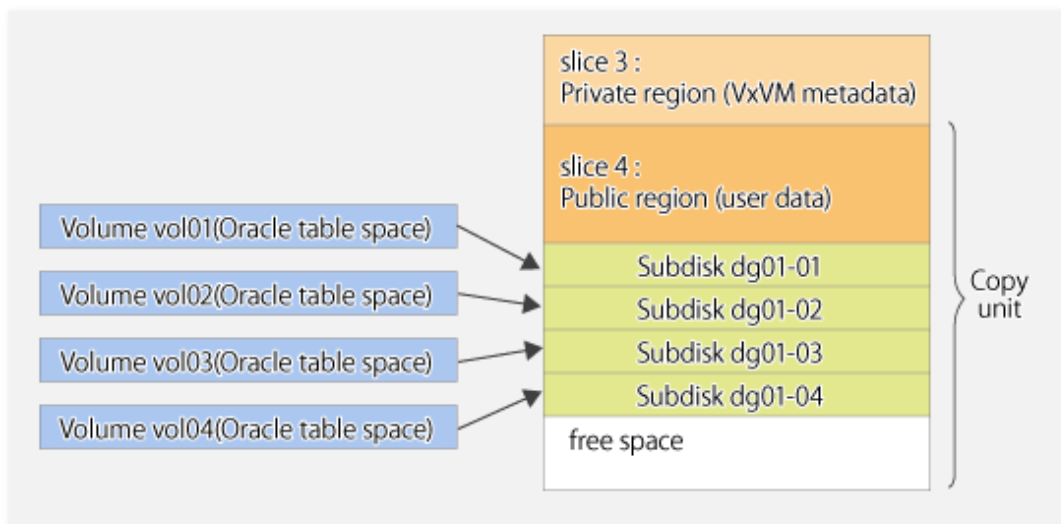 slice 3 :
Private region (VxVM metadata)
slice 4 :
Public region (user data)
Volume vol01(Oracle table space)
Volume vol02(Oracle table space)
Volume vol03(Oracle table space)
Volume vol04(Oracle table space)
Subdisk dg01-01
Subdisk dg01-02
Subdisk dg01-03
Subdisk dg01-04
free space
Copy
unit